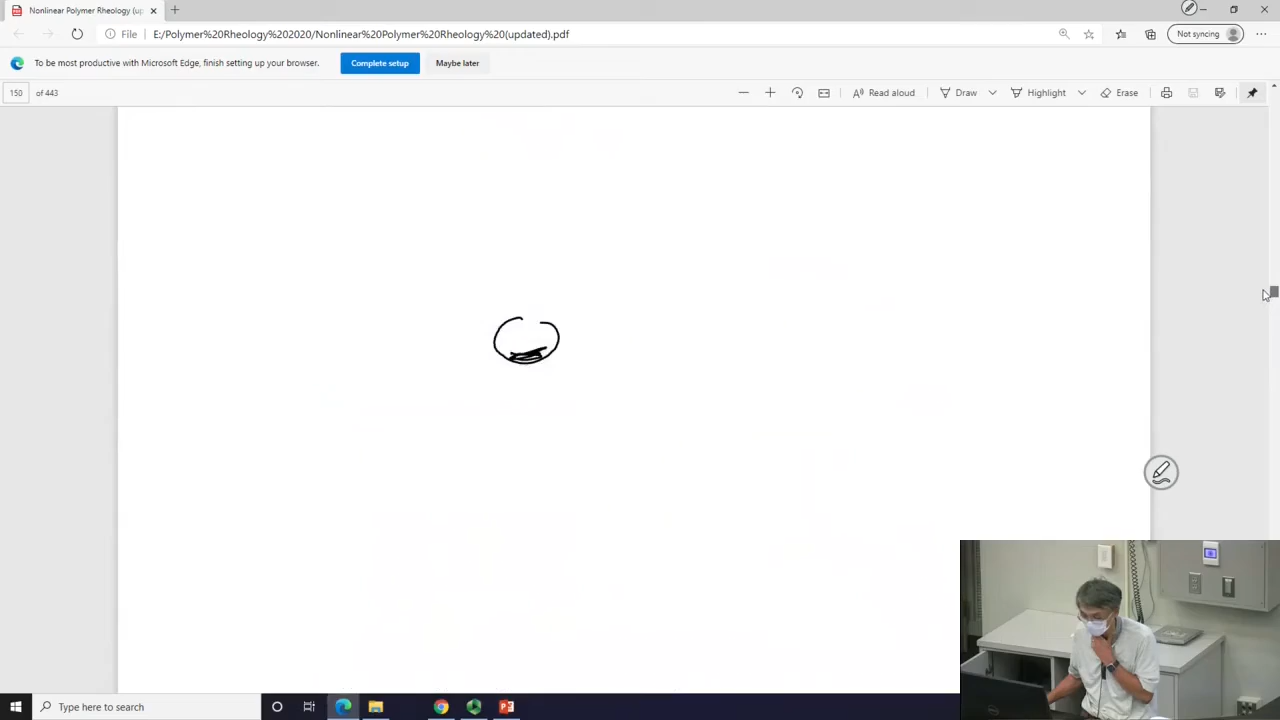 Nonlinear Polymer Rheology (up
File E:/Polymer%20Rheology%202020/Nonlinear%20Polymer%20Rheology%20(updated).pdf Not syncing
To be most productive with Microsoft Edge, finish setting up your browser. Complete setup Maybe later
150 of 443 Read aloud Draw Highlight Erase
Type here to search